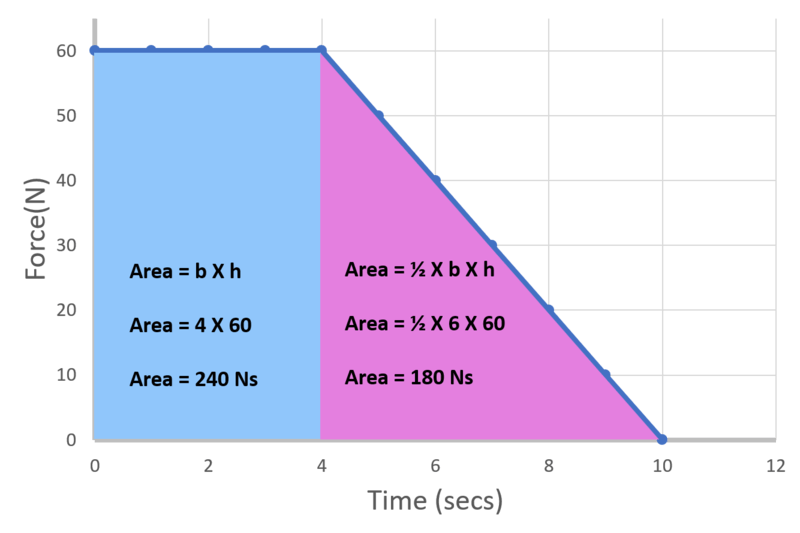 60
50
40
30
20
10
0
Force(N)
Area = b X h
Area = 4 X 60
Area = 240 Ns
Area = ½ X b X h
Area = ½ X 6 X 60
Area = 180 Ns
0 2 4 6 8 10 12
Time (secs)